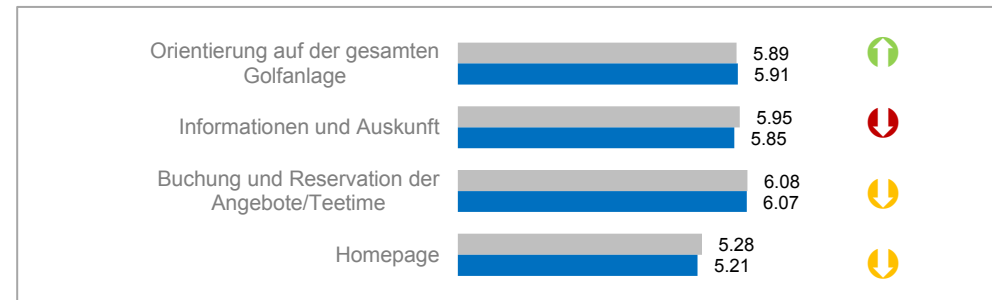 Orientierung auf der gesamten
Golfanlage
5.89
5.91
Informationen und Auskunft
5.95
5.85
Buchung und Reservation der
Angebote/Teetime
6.08
6.07
Homepage
5.28
5.21